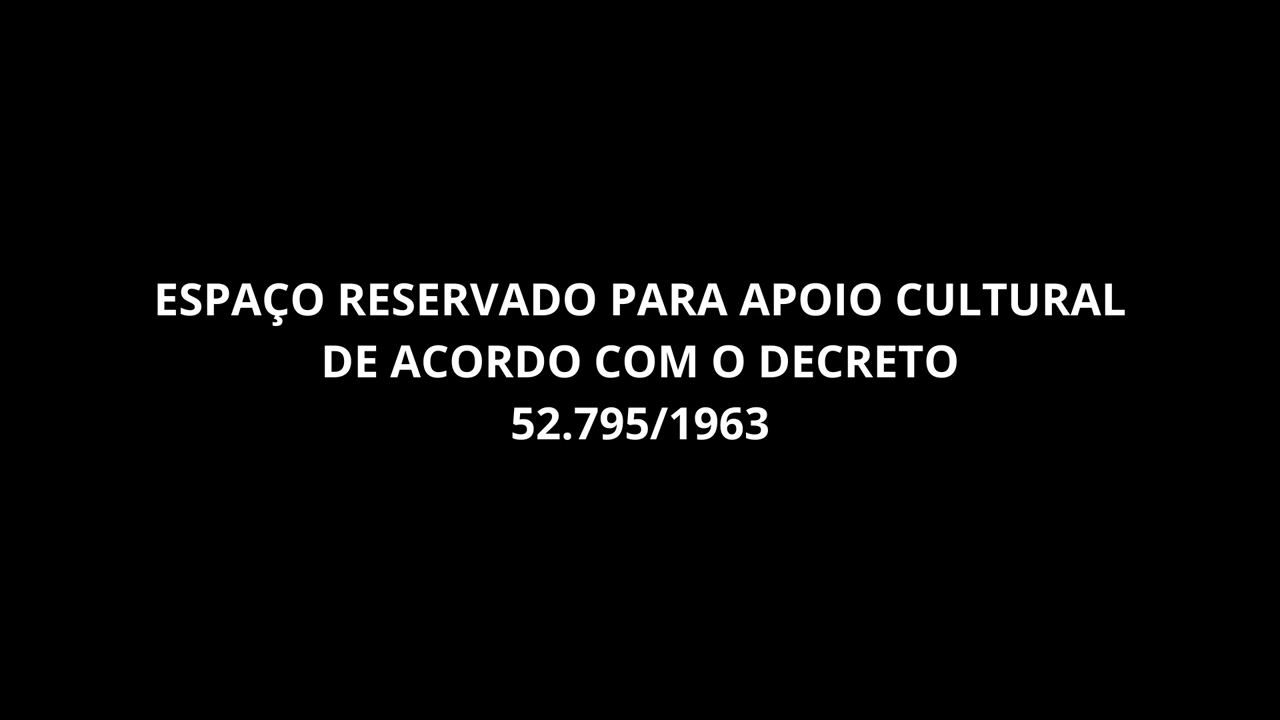 ESPAÇO RESERVADO PARA APOIO CULTURAL
DE ACORDO COM O DECRETO
52.795/1963